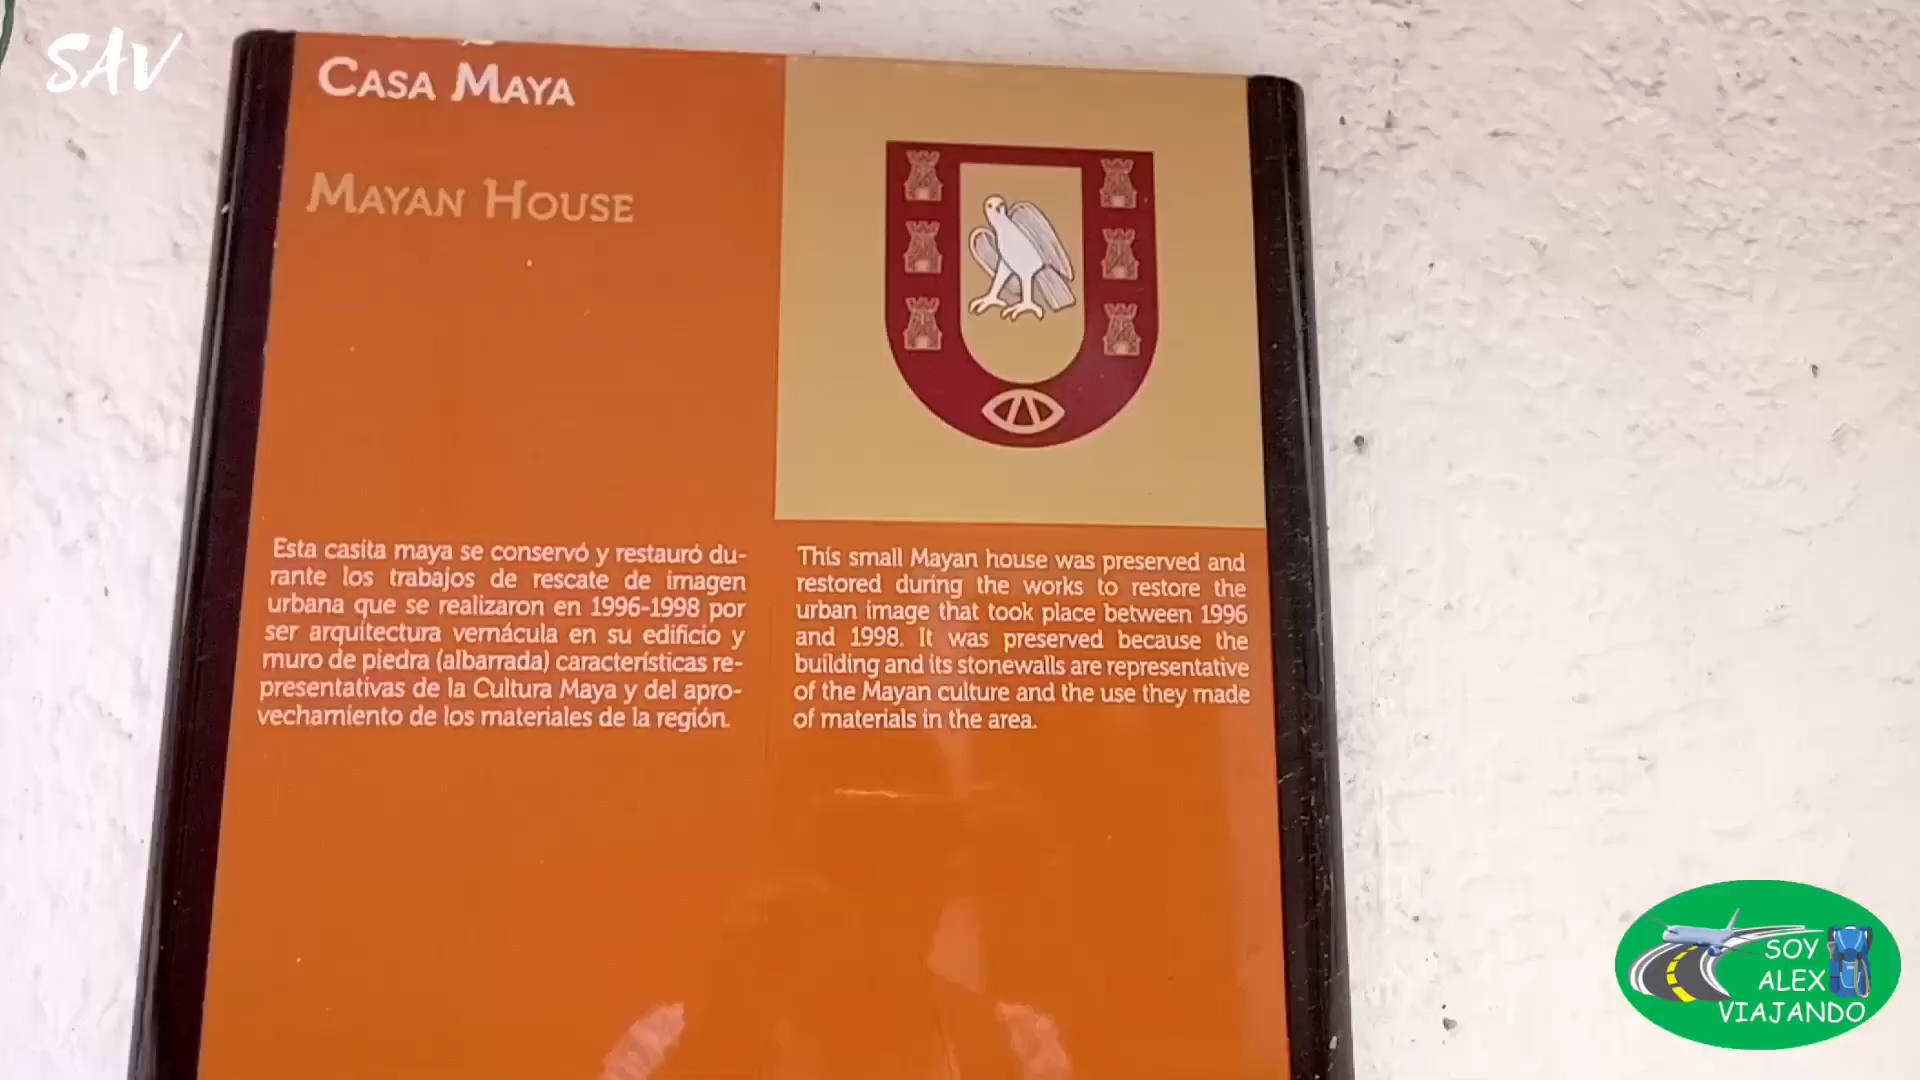 SAV
CASA MAYA
MAYAN HOUSE
Esta casita maya se conservó y restauró du-
rante los trabajos de rescate de imagen
urbana que se realizaron en 1996-1998 por
ser arquitectura vernácula en su edificio y
muro de piedra (albarrada) características re-
presentativas de la Cultura Maya y del apro-
vechamiento de los materiales de la región.
This small Mayan house was preserved and
restored during the works to restore the
urban image that took place between 1996
and 1998. It was preserved because the
building and its stonewalls are representative
of the Mayan culture and the use they made
of materials in the area.
SOY
ALEX
VIAJANDO